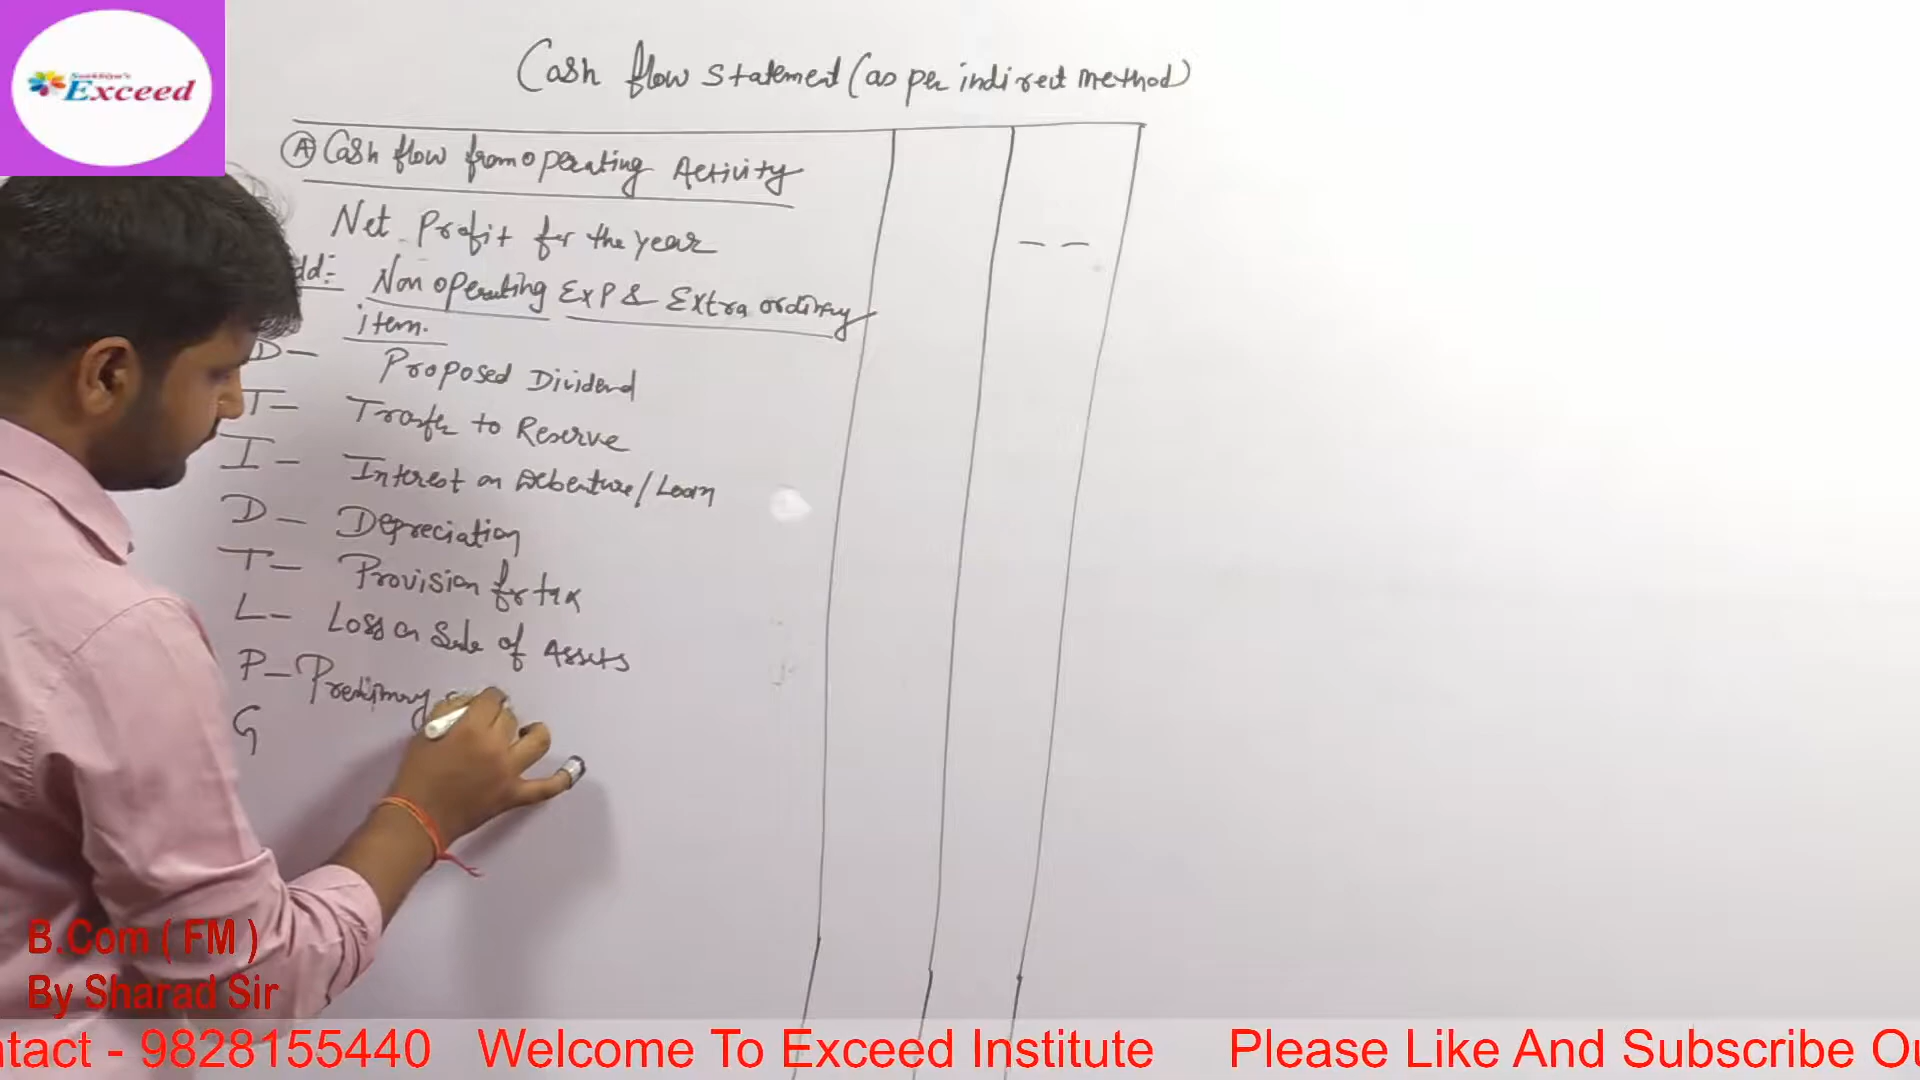 Saakshar's
Exceed
Cash flow statement (as per indirect method)
A Cash flow from operating Activity
Net Profit for the year
— —
dd:- Non operating Exp & Extra ordinary
item.
D— Proposed Dividend
T— Transfer to Reserve
I— Interest on Debenture/Loan
D— Depreciation
T— Provision for tax
L— Loss on Sale of Assets
P— Prelimary
G
B.Com ( FM )
By Sharad Sir
ntact - 9828155440 Welcome To Exceed Institute Please Like And Subscribe Ou